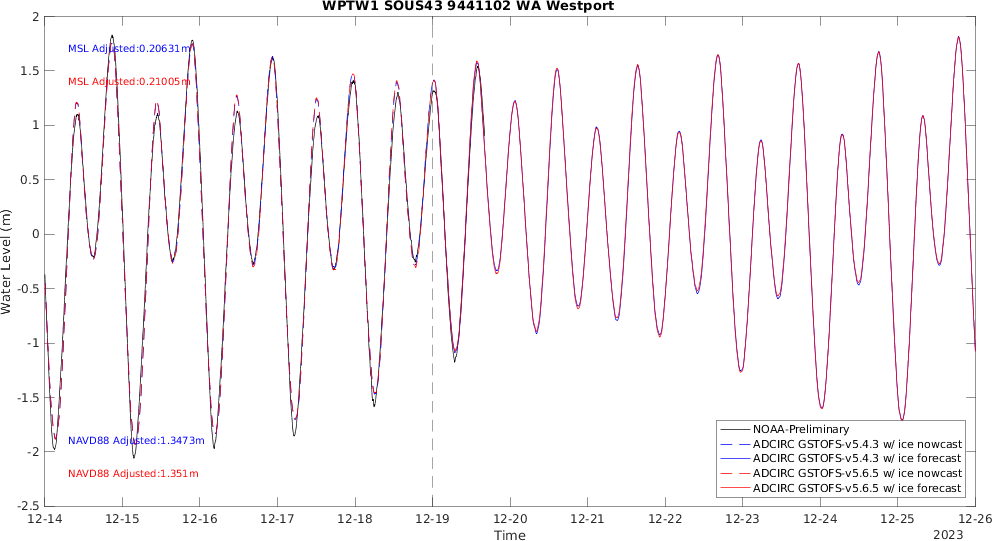 WPTW1 SOUS43 9441102 WA Westport
2
1.5
1
0.5
0
-0.5
-1
-1.5
-2
-2.5
Water Level (m)
MSL Adjusted:0.20631m
MSL Adjusted:0.21005m
NAVD88 Adjusted:1.3473m
NAVD88 Adjusted:1.351m
NOAA-Preliminary
ADCIRC GSTOFS-v5.4.3 w/ ice nowcast
ADCIRC GSTOFS-v5.4.3 w/ ice forecast
ADCIRC GSTOFS-v5.6.5 w/ ice nowcast
ADCIRC GSTOFS-v5.6.5 w/ ice forecast
12-14 12-15 12-16 12-17 12-18 12-19 12-20 12-21 12-22 12-23 12-24 12-25 12-26
Time
2023